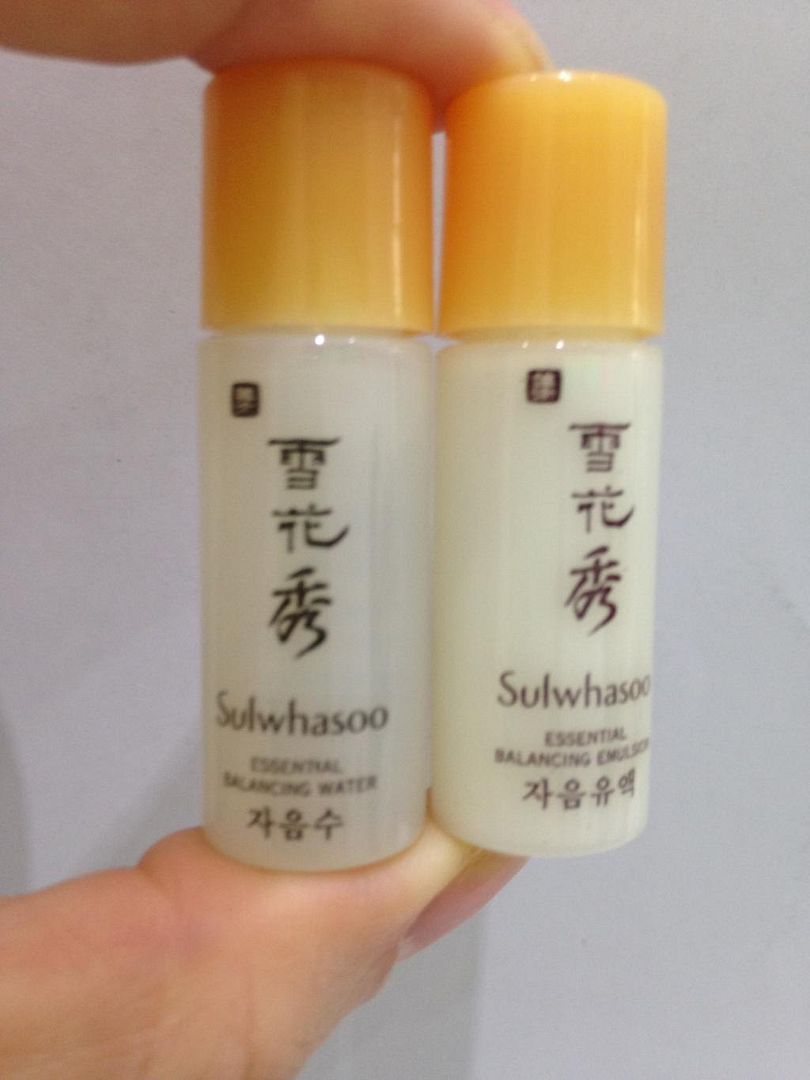 雪
花
秀
Sulwhasoo
ESSENTIAL
BALANCING WATER
자음수
雪
花
秀
Sulwhasoo
ESSENTIAL
BALANCING EMULSION
자음유액